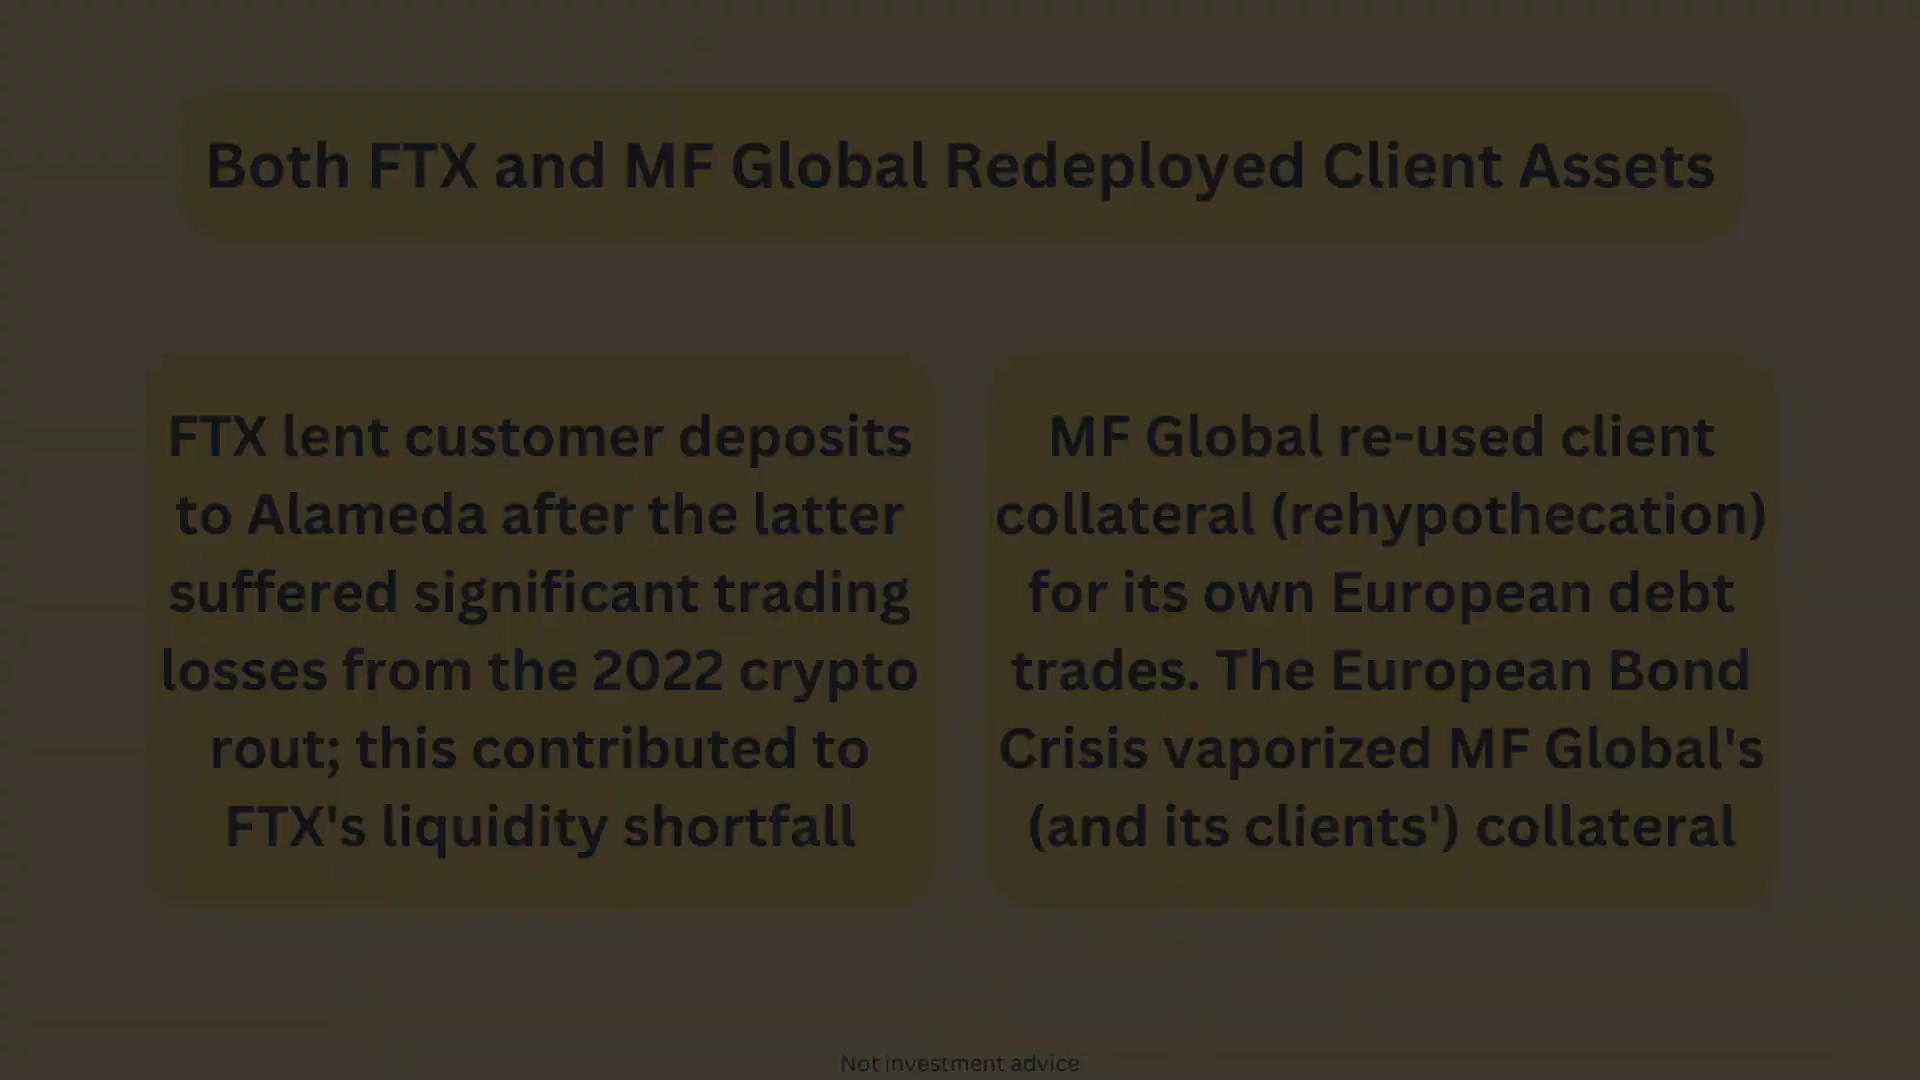 Both FTX and MF Global Redeployed Client Assets
FTX lent customer deposits
to Alameda after the latter
suffered significant trading
losses from the 2022 crypto
rout; this contributed to
FTX's liquidity shortfall
MF Global re-used client
collateral (rehypothecation)
for its own European debt
trades. The European Bond
Crisis vaporized MF Global's
(and its clients') collateral
Not investment advice